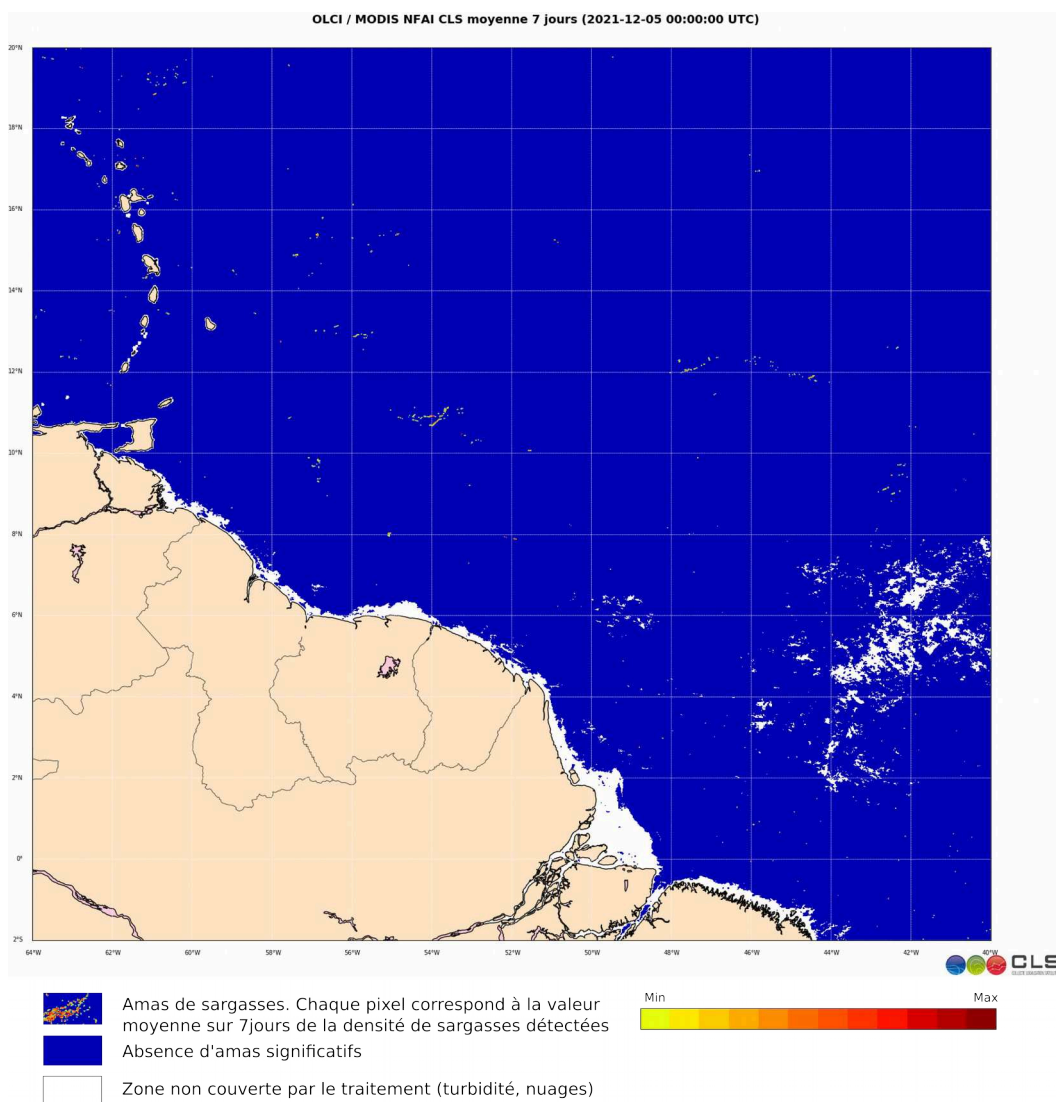 OLCI / MODIS NFAI CLS moyenne 7 jours (2021-12-05 00:00:00 UTC)
20°N
18°N
16°N
14°N
12°N
10°N
8°N
6°N
4°N
2°N
0°
2°S
64°W 62°W 60°W 58°W 56°W 54°W 52°W 50°W 48°W 46°W 44°W 42°W 40°W
CLS
Amas de sargasses. Chaque pixel correspond à la valeur
moyenne sur 7jours de la densité de sargasses détectées
Min Max
Absence d'amas significatifs
Zone non couverte par le traitement (turbidité, nuages)